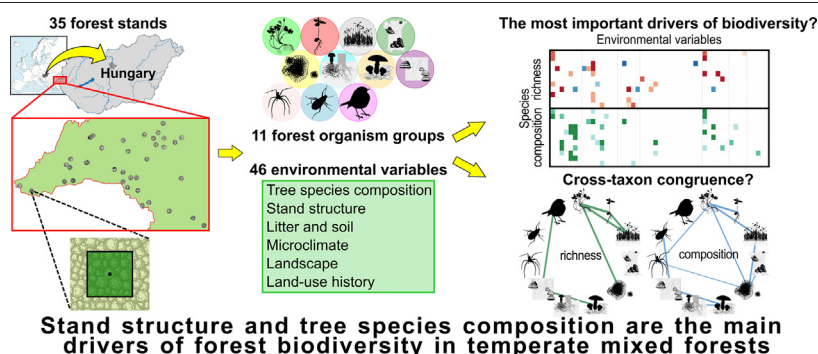 35 forest stands
Hungary
11 forest organism groups
46 environmental variables
Tree species composition
Stand structure
Litter and soil
Microclimate
Landscape
Land-use history
The most important drivers of biodiversity?
Environmental variables
Species
richness
composition
Cross-taxon congruence?
richness
composition
Stand structure and tree species composition are the main
drivers of forest biodiversity in temperate mixed forests